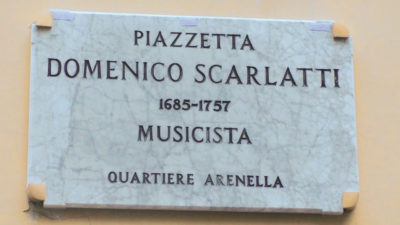 PIAZZETTA
DOMENICO SCARLATTI
1685-1757
MUSICISTA
QUARTIERE ARENELLA